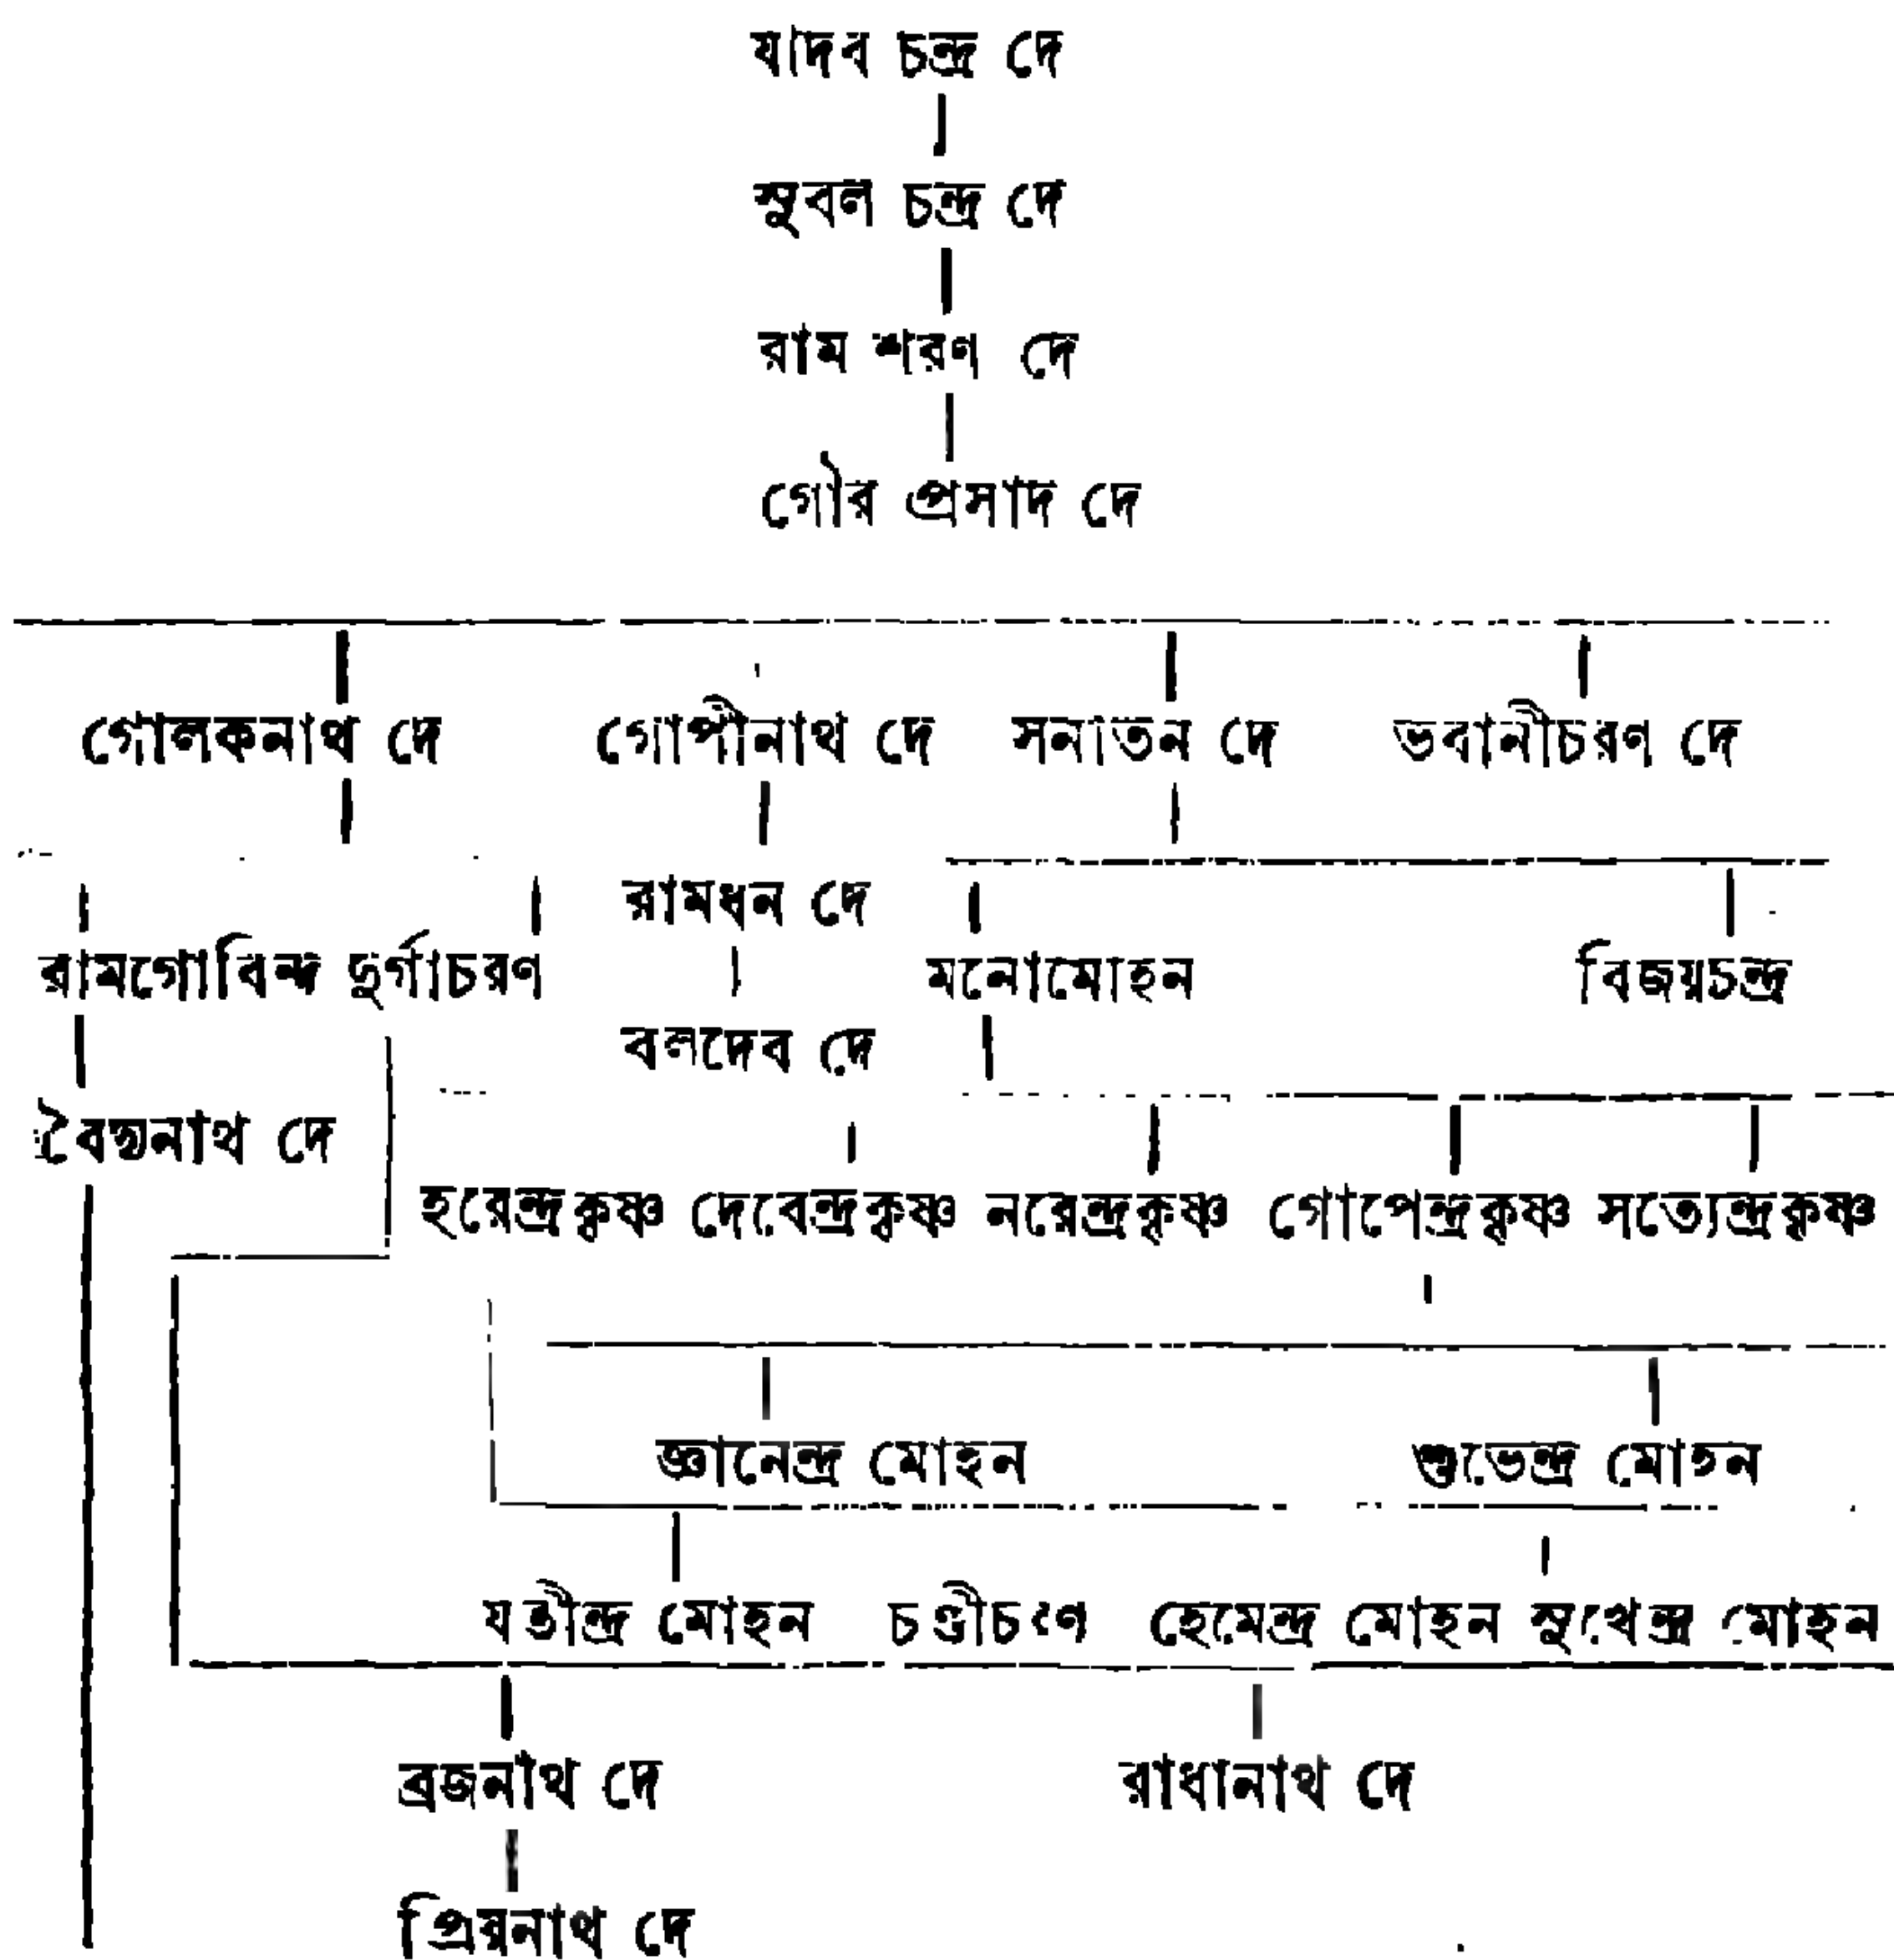 যাদব চন্দ্র দে
সুবল চন্দ্র দে
রাম শরণ দে
গৌর প্রসাদ দে
গোলকনাথ দে গোপীনাথ দে সনাতন দে ভবানীচরণ দে
রামধন দে
রামগোবিন্দ দুর্গাচরণ মনোমোহন বিজয়চন্দ্র
বলদেব দে
বৈদ্যনাথ দে
হরেন্দ্রকৃষ্ণ দেবেন্দ্রকৃষ্ণ নরেন্দ্রকৃষ্ণ গোপেন্দ্রকৃষ্ণ সত্যেন্দ্রকৃষ্ণ
জ্ঞানেন্দ্র মোহন শুভেন্দ্র মোহন
যতীন্দ্র মোহন চণ্ডীচরণ হেমেন্দ্র মোহন সুখেন্দ্র মোহন
ব্রজনাথ দে রাধানাথ দে
প্রিয়নাথ দে